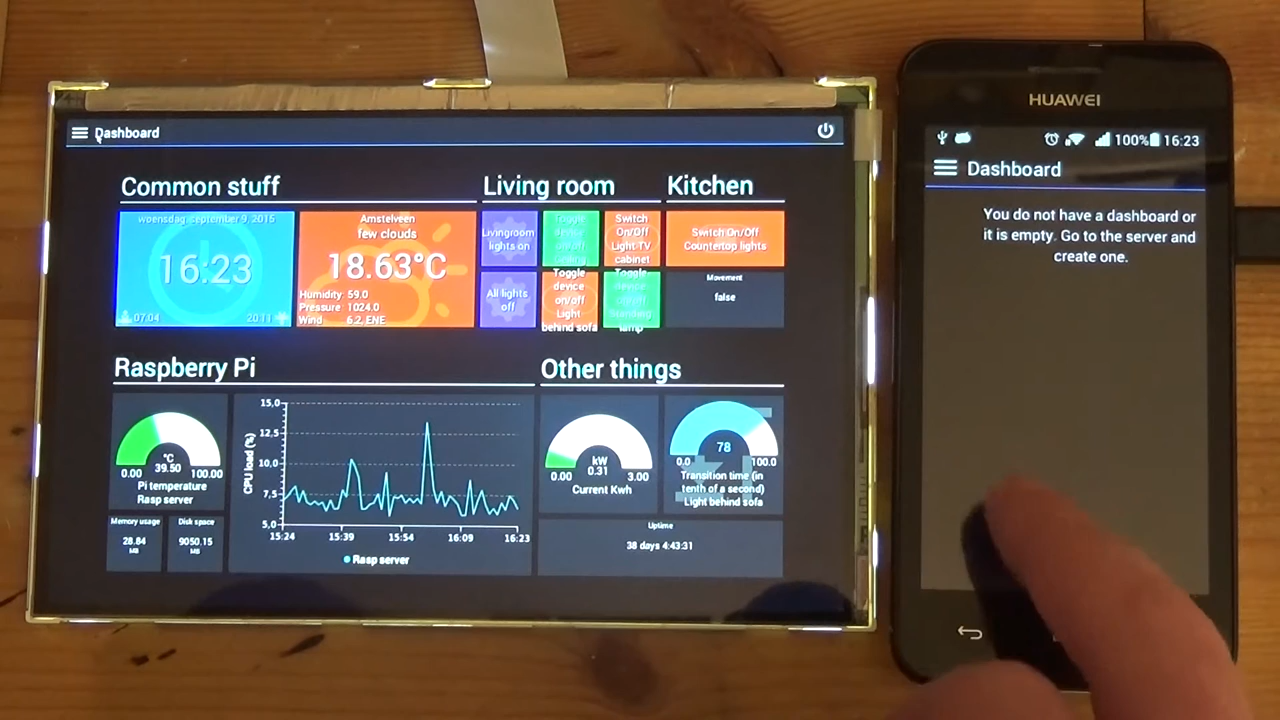 Dashboard
Common stuff
Living room
Kitchen
woensdag, september 9, 2015
16:23
07:04
20:11
Amstelveen
few clouds
18.63°C
Humidity: 59.0
Pressure: 1024.0
Wind 6.2, ENE
Livingroom
lights on
Toggle
device
on/off
Switch
On/Off
Light TV
cabinet
Switch On/Off
Countertop lights
All lights
off
Toggle
device
on/off
Light
behind sofa
Toggle
device
on/off
Standing
lamp
Movement
false
Raspberry Pi
Other things
°C
39.50
0.00
100.00
Pi temperature
Rasp server
Memory usage
28.84
MB
Disk space
9050.15
MB
CPU load (%)
15,0
12,5
10,0
7,5
5,0
15:24
15:39
15:54
16:09
16:23
Rasp server
kW
0.31
0.00
3.00
Current Kwh
78
0.0
100.0
Transition time (in
tenth of a second)
Light behind sofa
Uptime
38 days 4:43:31
HUAWEI
100% 16:23
Dashboard
You do not have a dashboard or
it is empty. Go to the server and
create one.